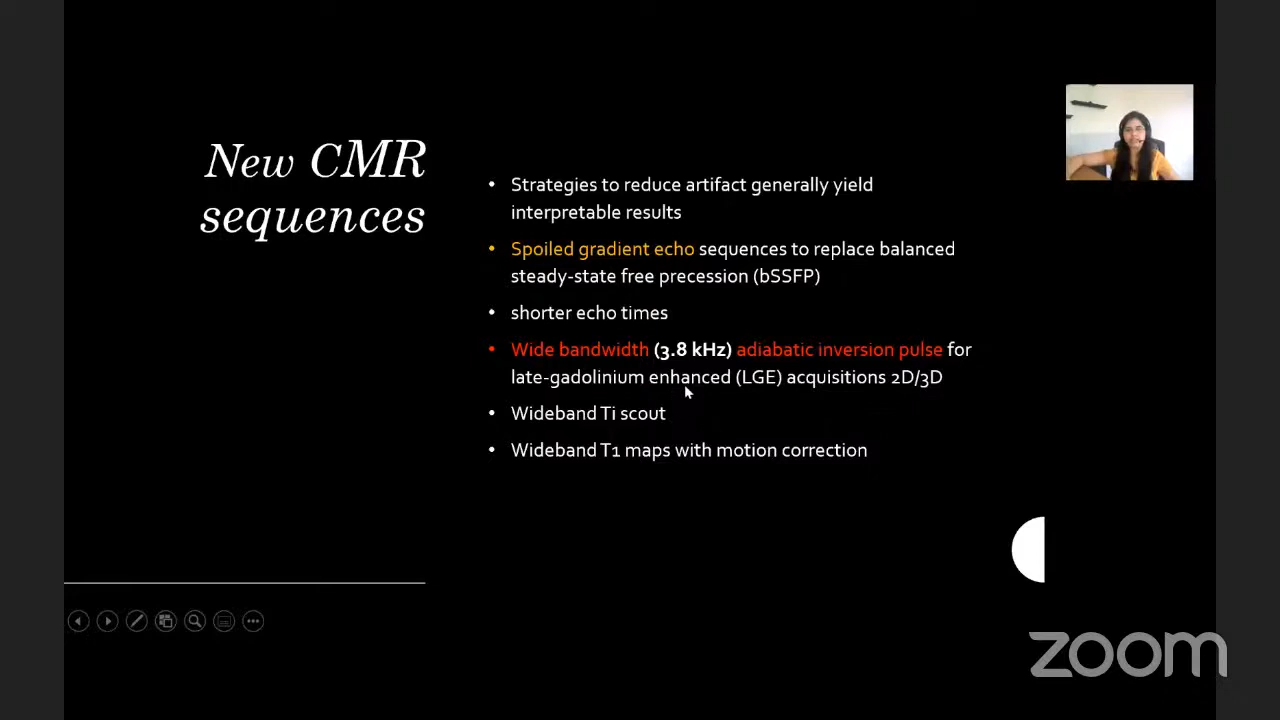 New CMR
sequences
• Strategies to reduce artifact generally yield
interpretable results
• Spoiled gradient echo sequences to replace balanced
steady-state free precession (bSSFP)
• shorter echo times
• Wide bandwidth (3.8 kHz) adiabatic inversion pulse for
late-gadolinium enhanced (LGE) acquisitions 2D/3D
• Wideband Ti scout
• Wideband T1 maps with motion correction
zoom